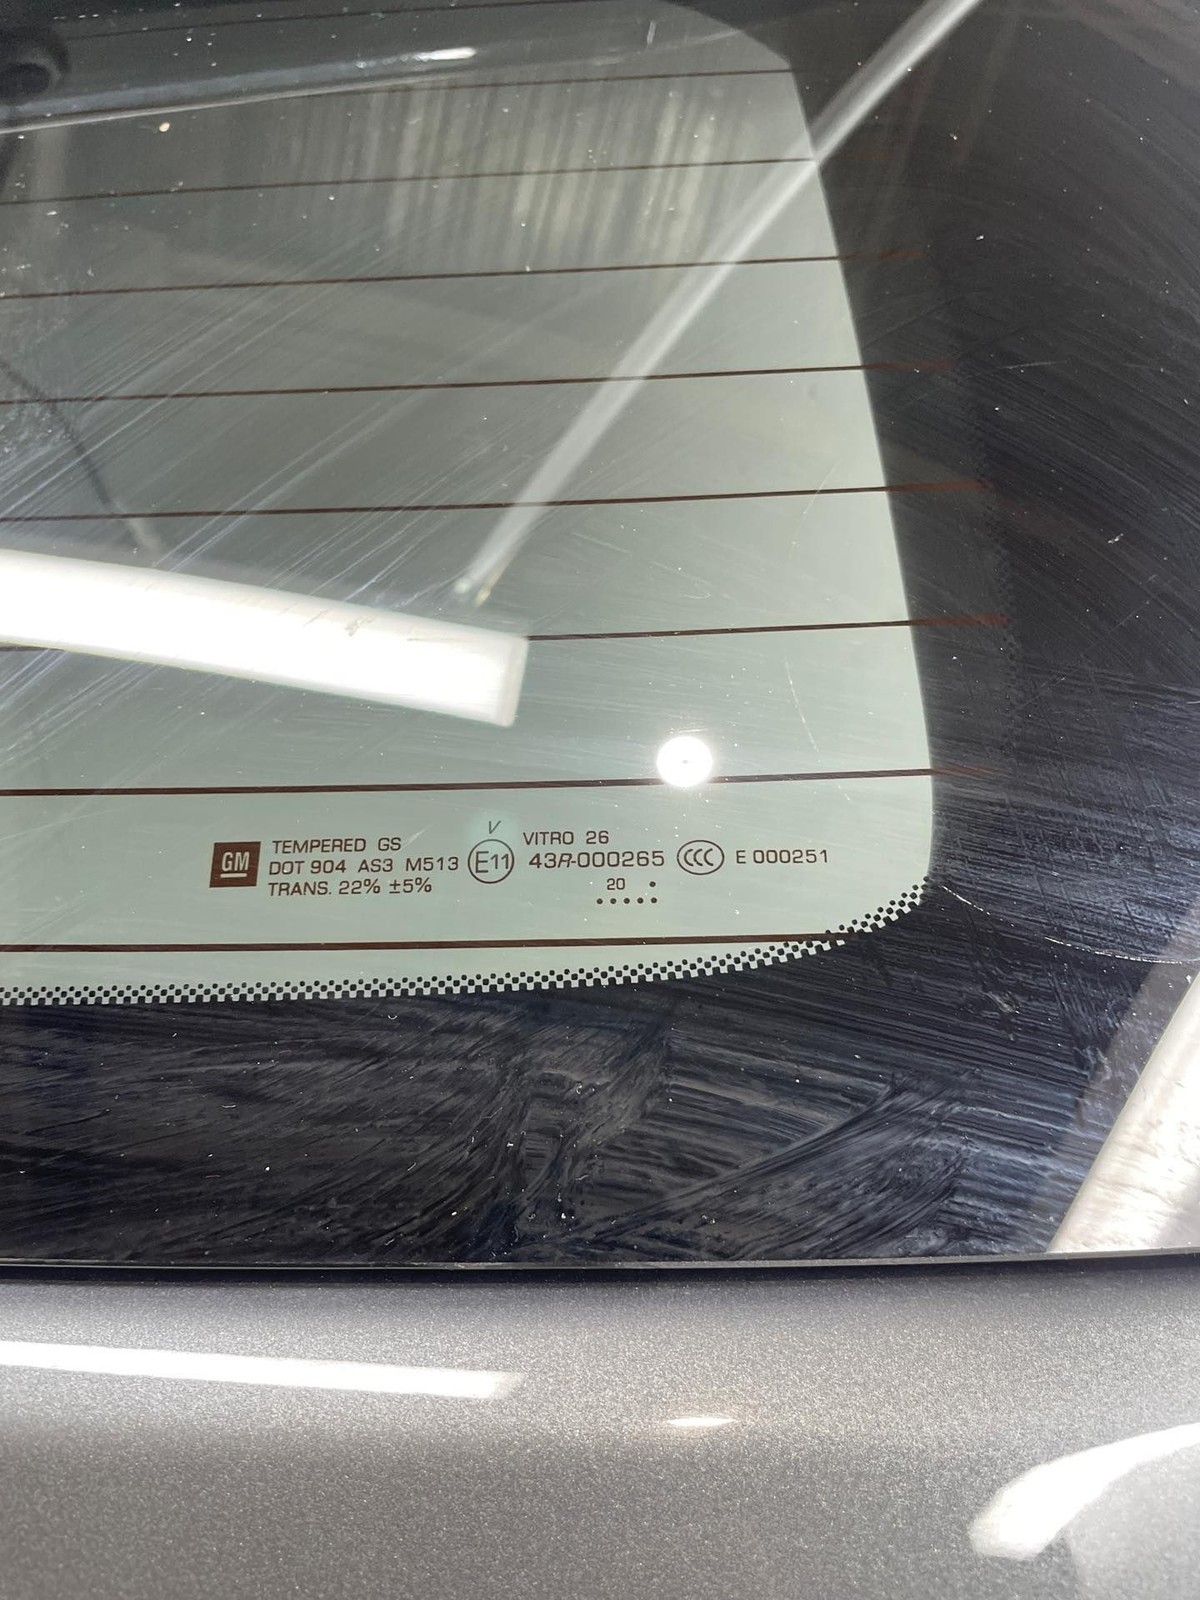 GM
TEMPERED GS
DOT 904 AS3 M513
TRANS. 22% ±5%
V
E11
VITRO 26
43R-000265
20
CCC E 000251